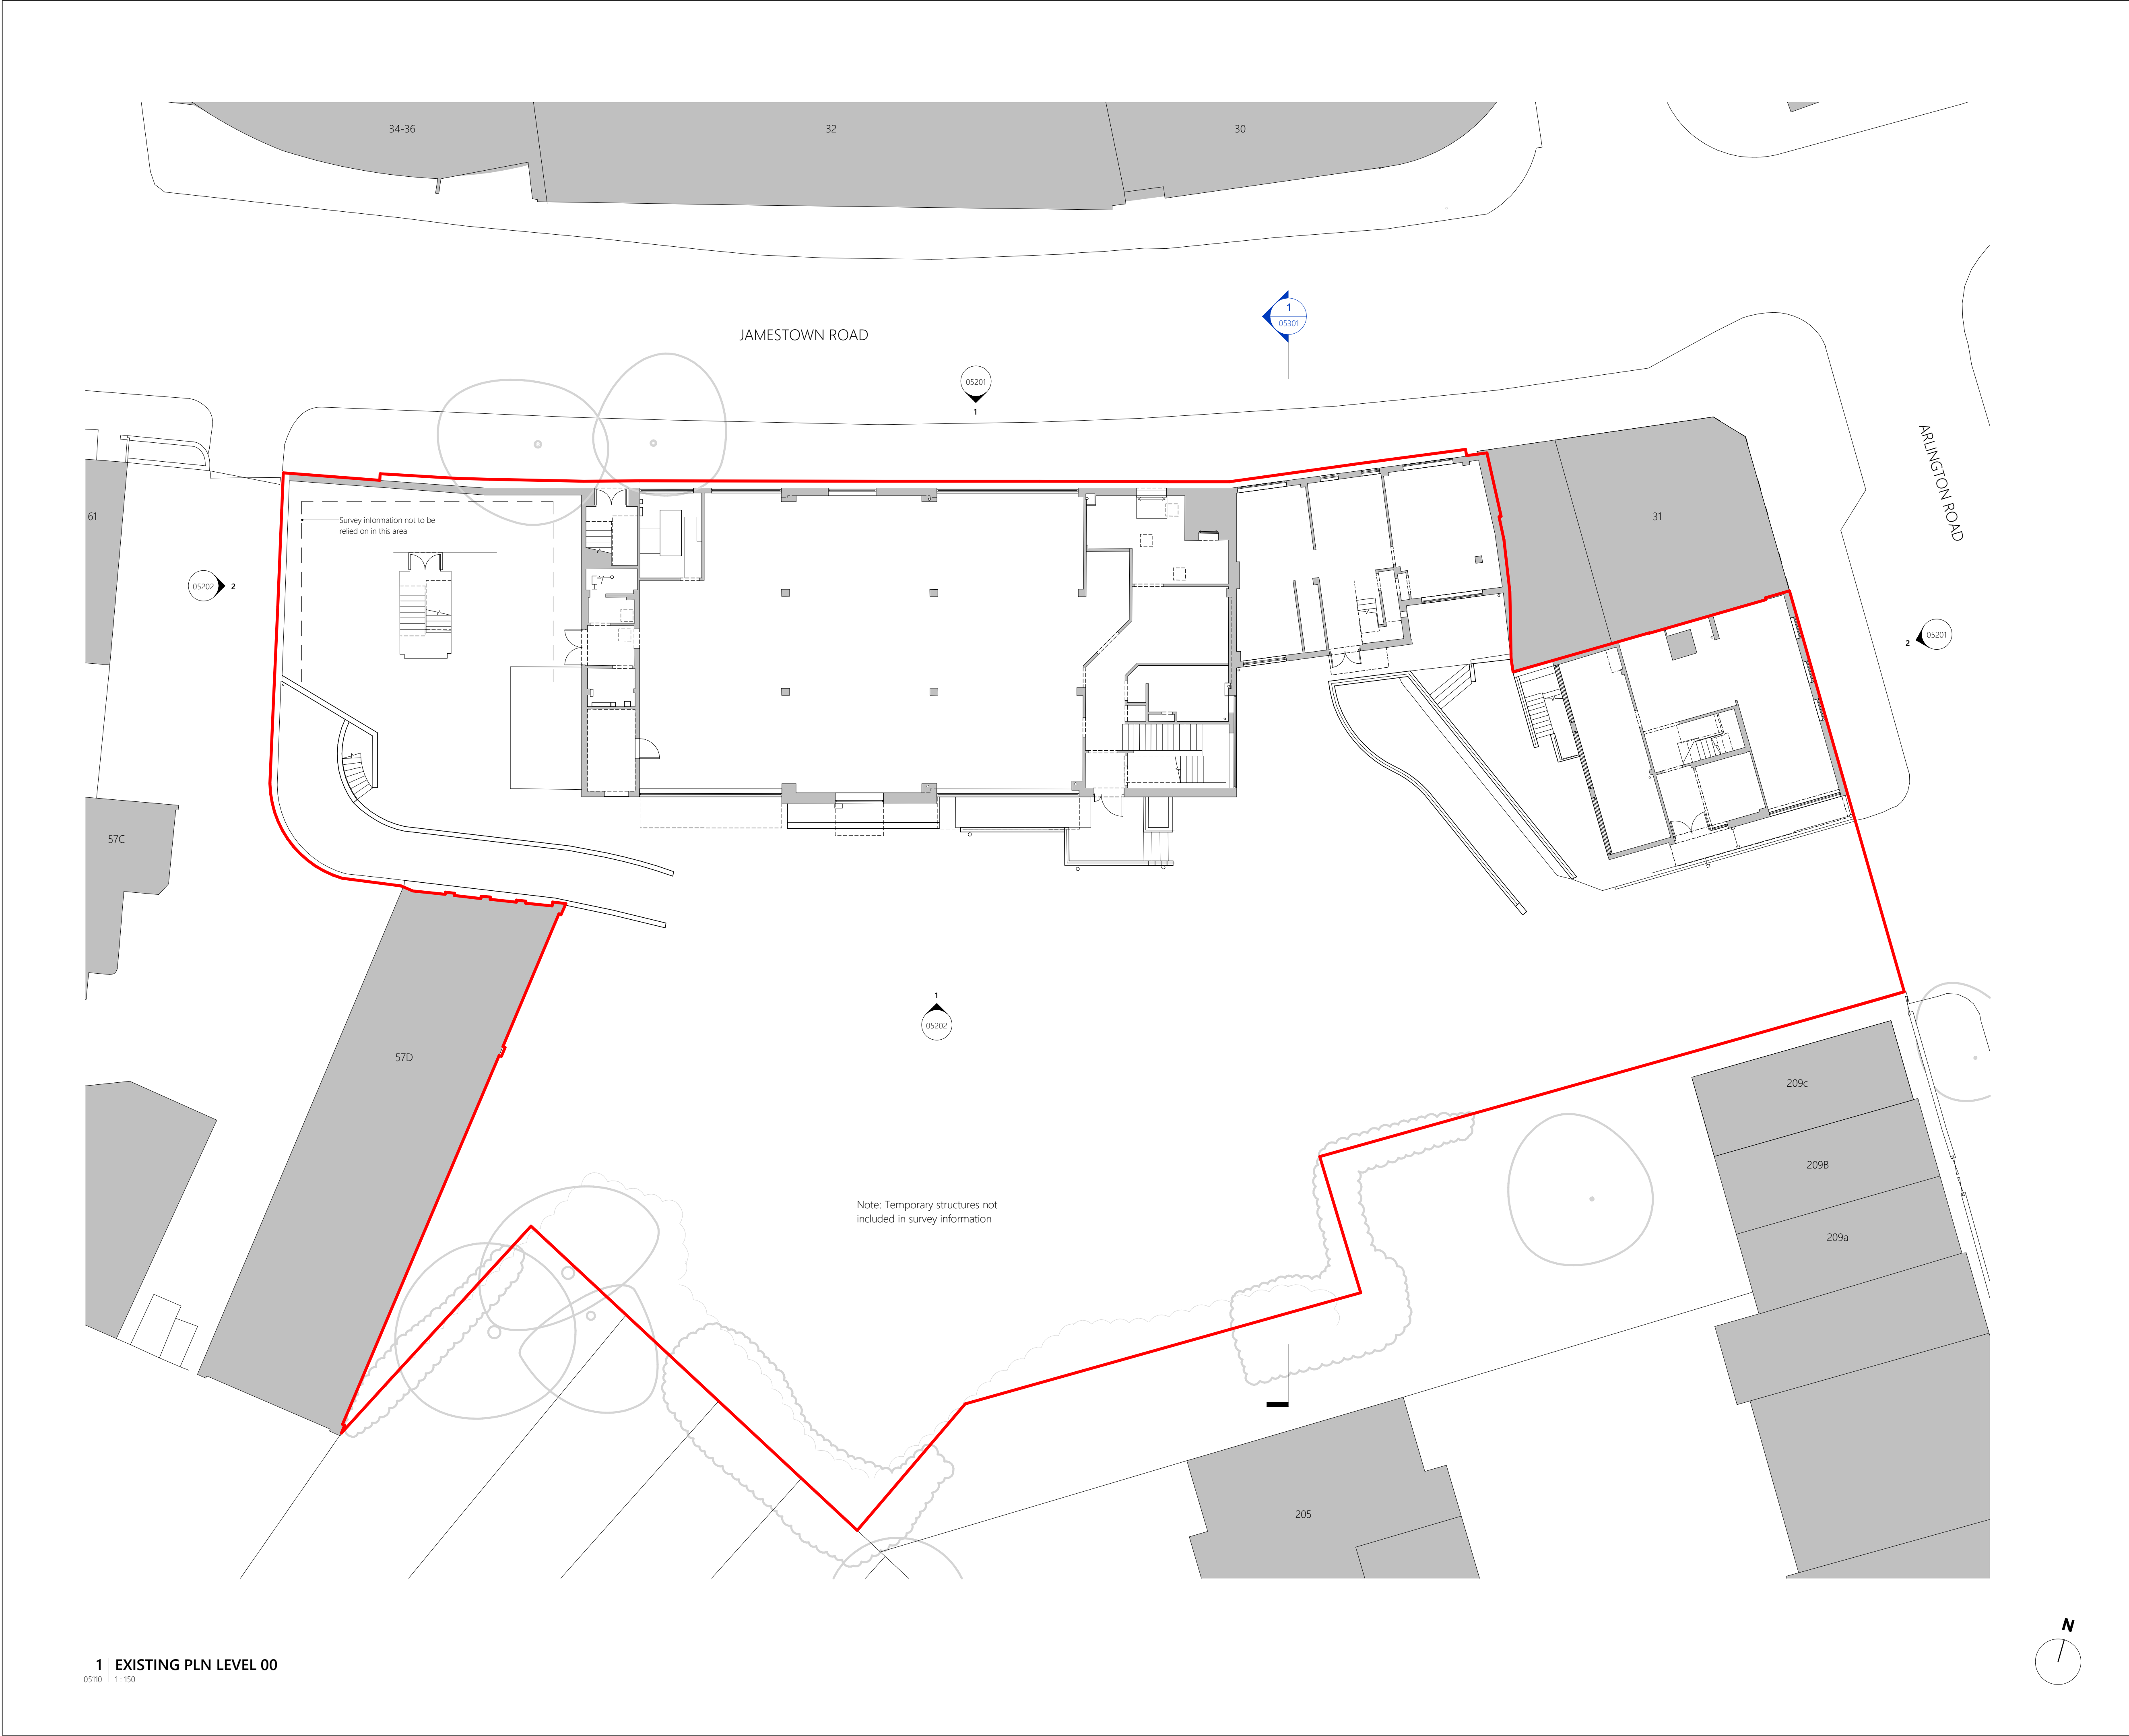 34-36
32
30
1
05301
JAMESTOWN ROAD
05201
1
ARLINGTON ROAD
61
Survey information not to be
relied on in this area
31
05202
2
2
05201
57C
1
05202
57D
209c
209B
Note: Temporary structures not
included in survey information
209a
205
N
1 EXISTING PLN LEVEL 00
05110 1 : 150